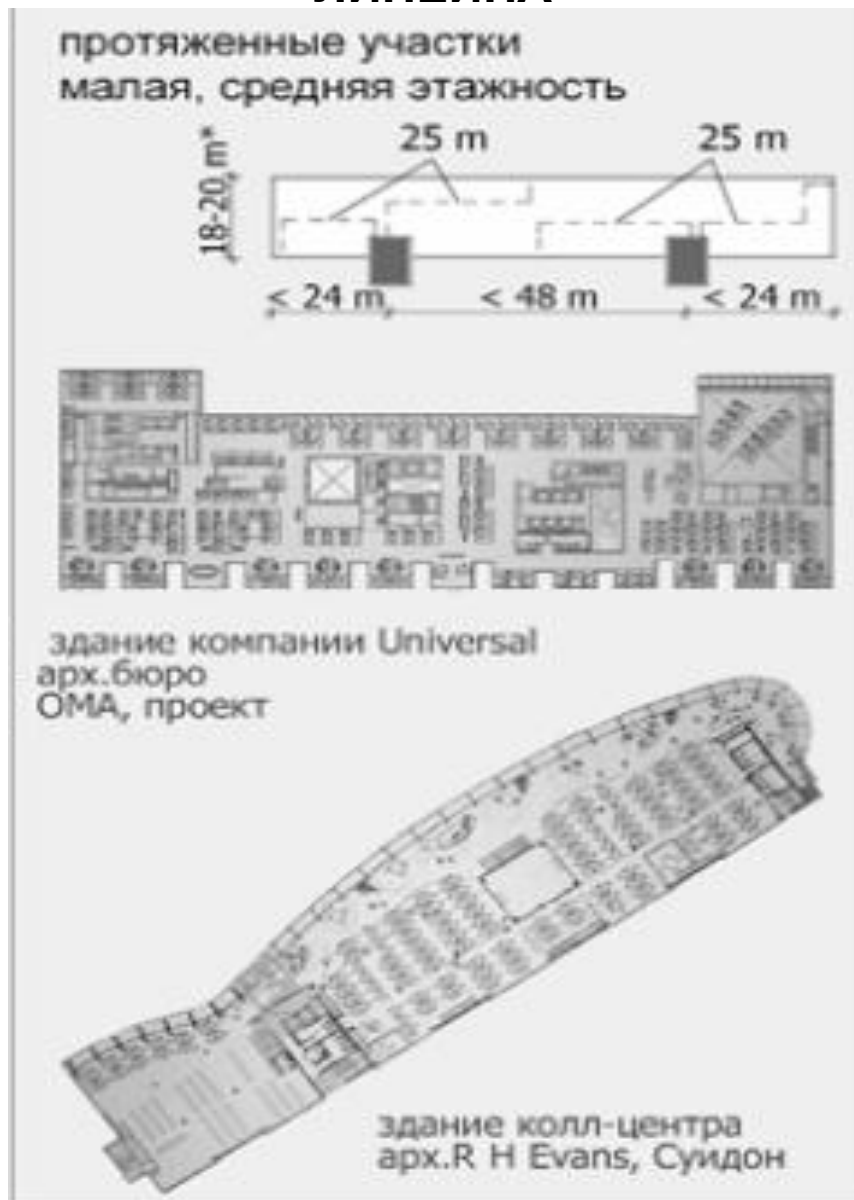 протяженные участки
малая, средняя этажность
25 m
25 m
18-20 m*
< 24 m
< 48 m
< 24 m
здание компании Universal
арх.бюро
ОМА, проект
здание колл-центра
арх.R H Evans, Суидон